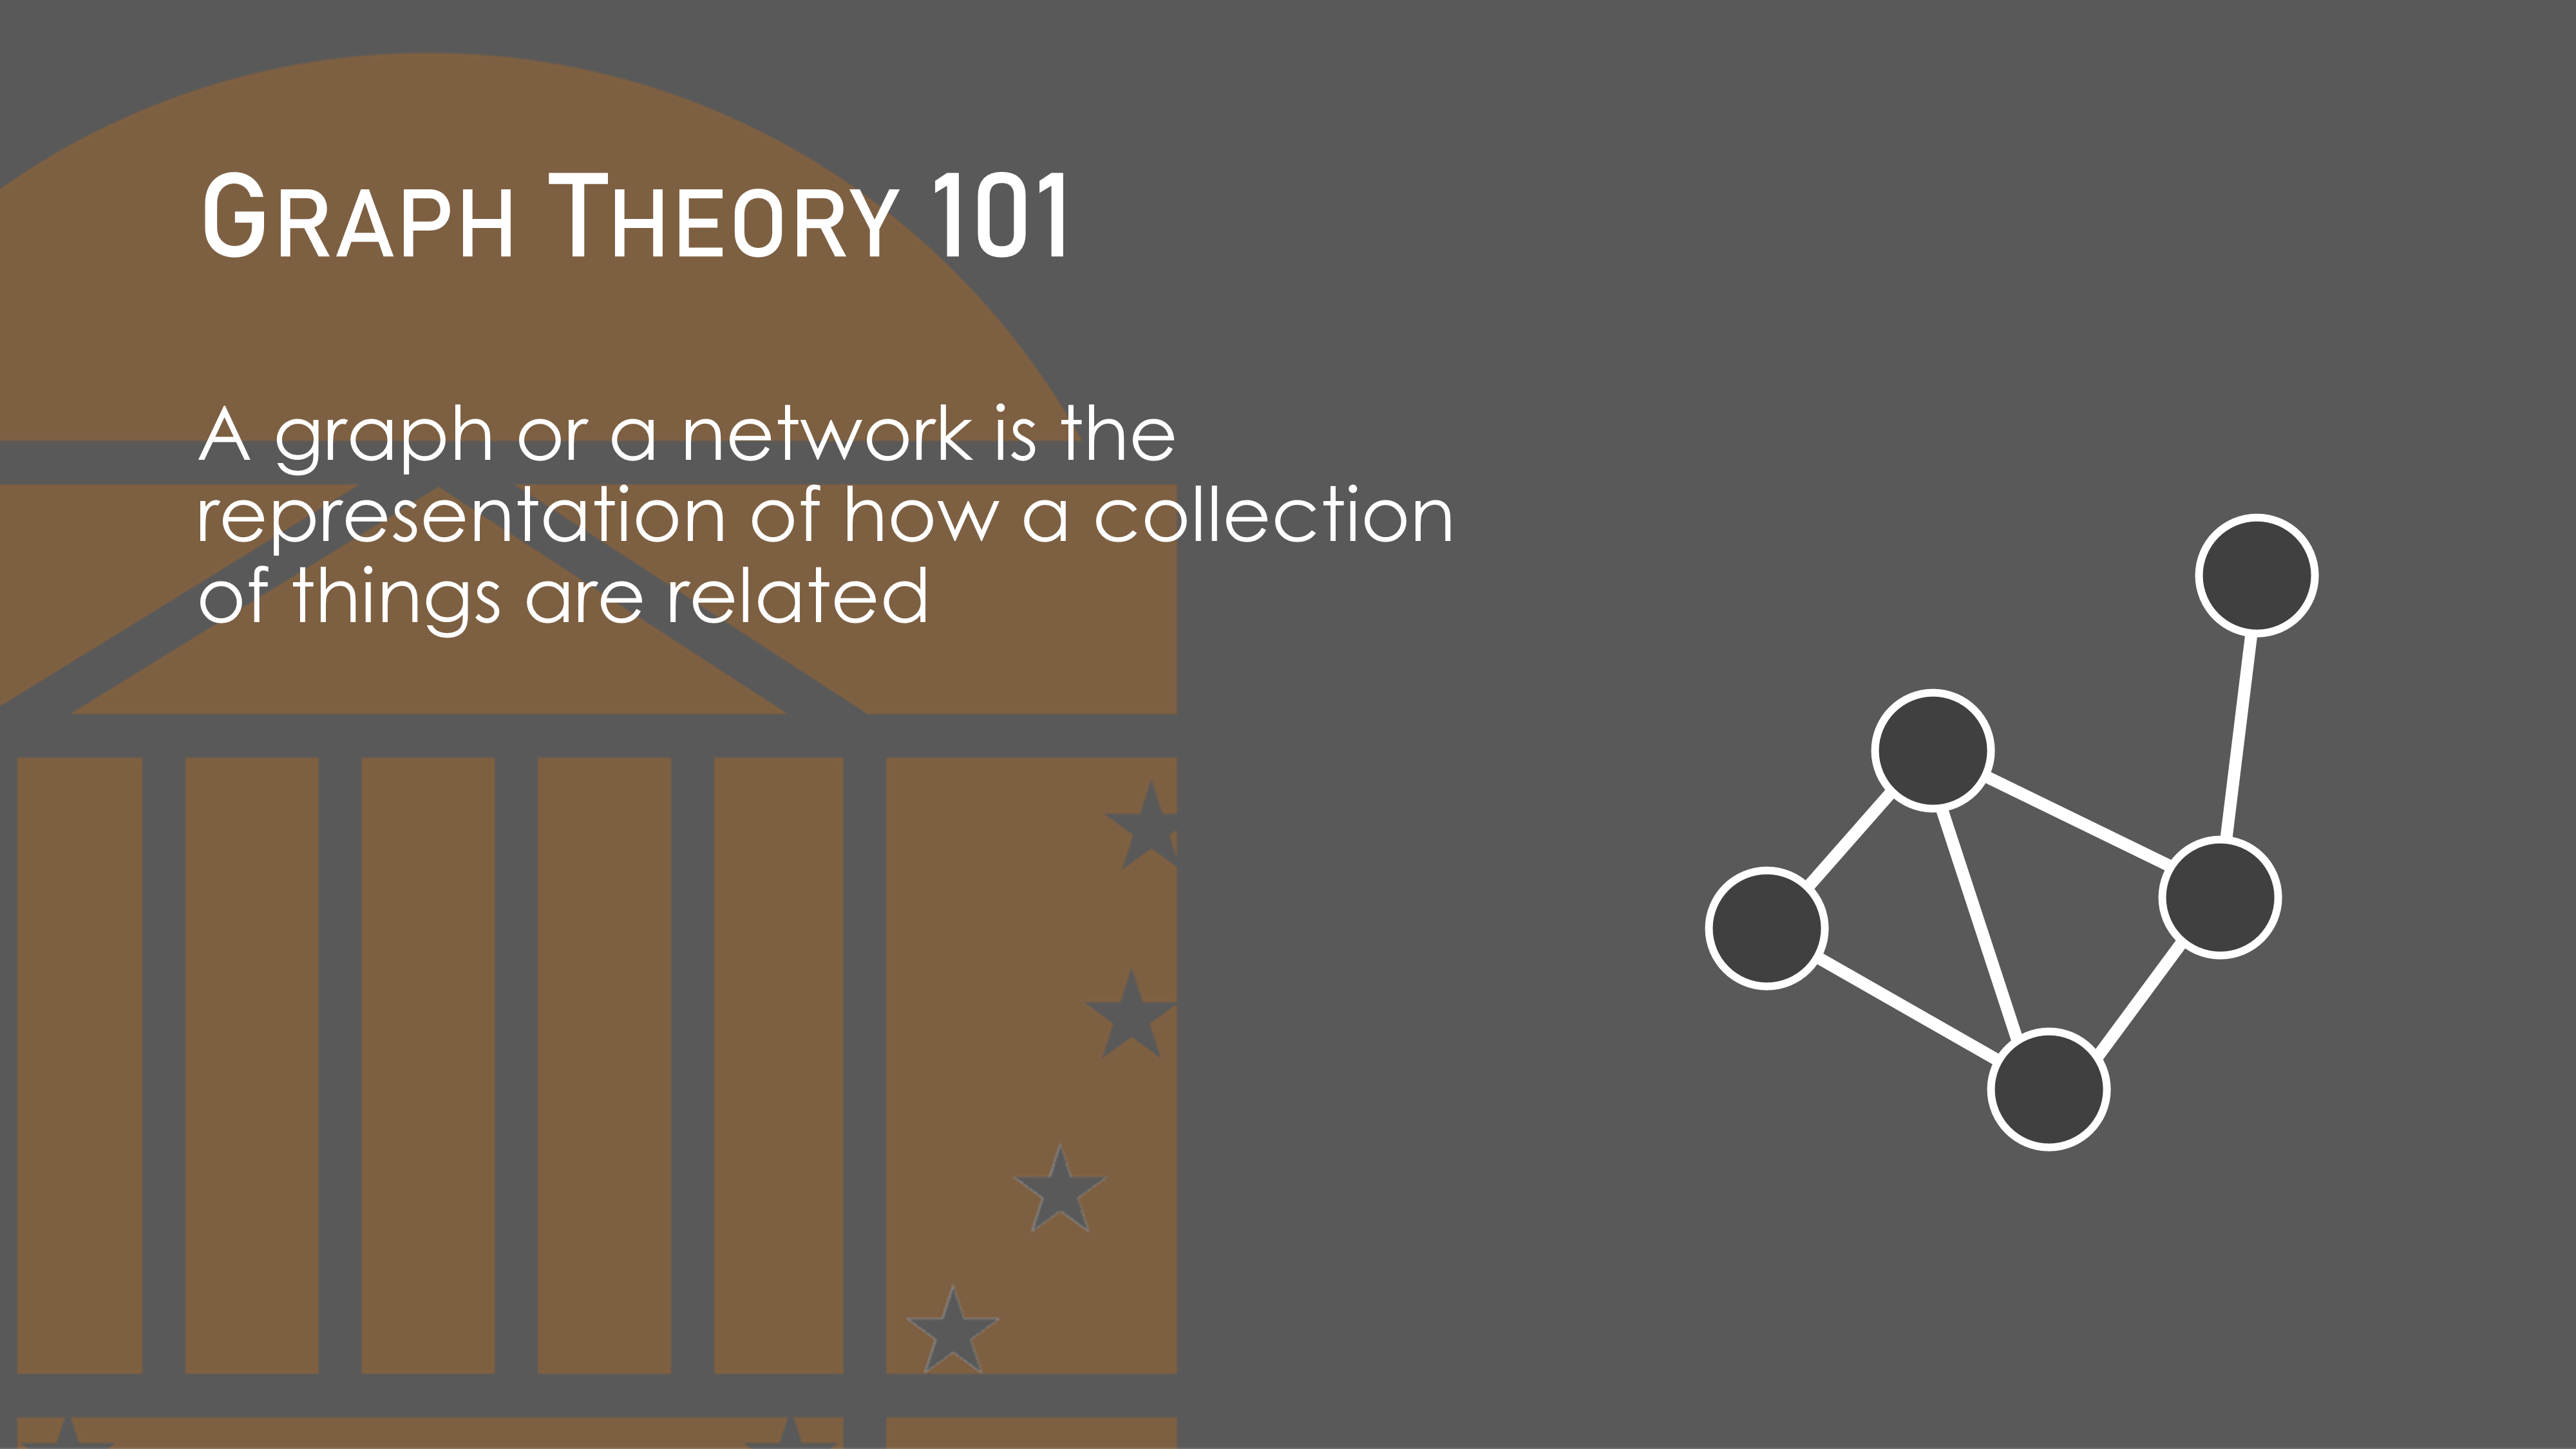 Graph Theory 101
A graph or a network is the
representation of how a collection
of things are related